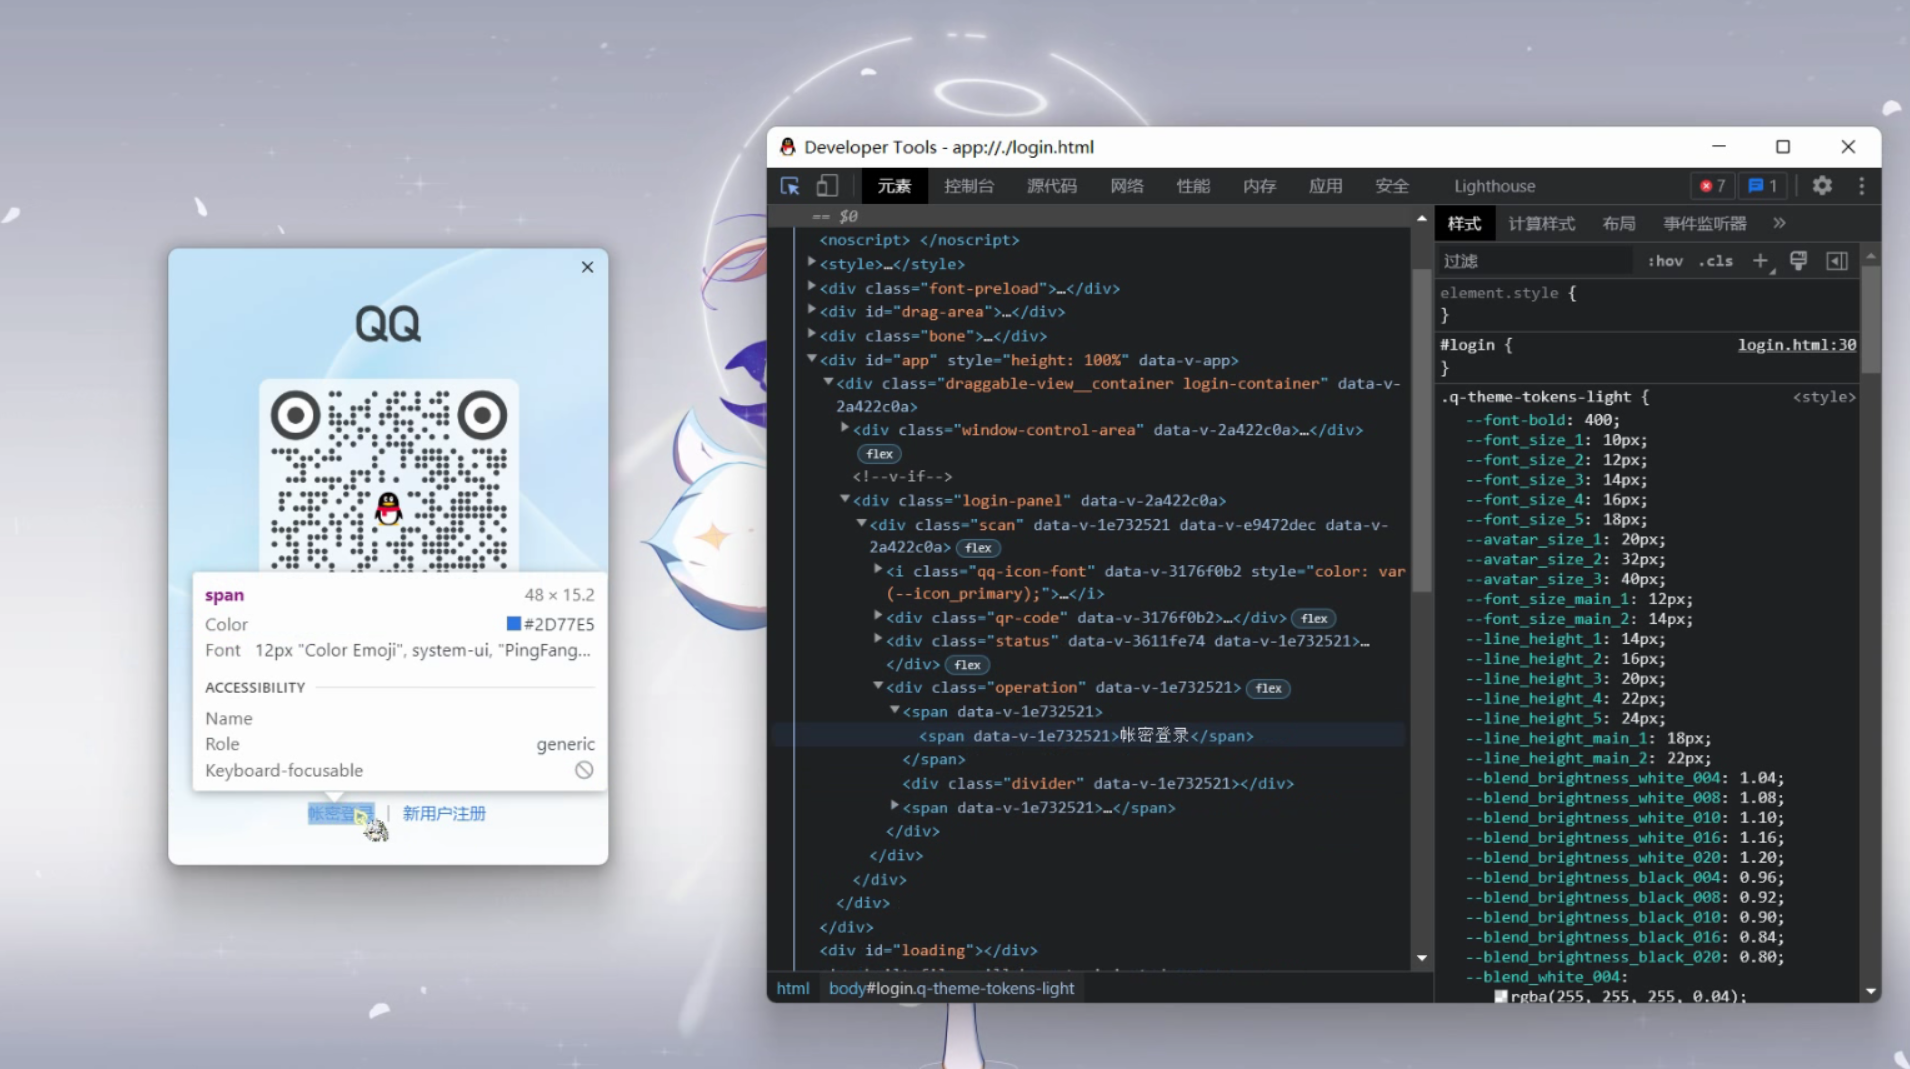 QQ
span 48 × 15.2
Color #2D77E5
Font 12px "Color Emoji", system-ui, "PingFang...
ACCESSIBILITY
Name
Role generic
Keyboard-focusable
帐密登录 | 新用户注册
Developer Tools - app://./login.html
元素 控制台 源代码 网络 性能 内存 应用 安全 Lighthouse 7 1
== $0
<noscript> </noscript>
<style>…</style>
<div class="font-preload">…</div>
<div id="drag-area">…</div>
<div class="bone">…</div>
<div id="app" style="height: 100%" data-v-app>
<div class="draggable-view__container login-container" data-v-
2a422c0a>
<div class="window-control-area" data-v-2a422c0a>…</div>
flex
<!--v-if-->
<div class="login-panel" data-v-2a422c0a>
<div class="scan" data-v-1e732521 data-v-e9472dec data-v-
2a422c0a> flex
<i class="qq-icon-font" data-v-3176f0b2 style="color: var
(--icon_primary);">…</i>
<div class="qr-code" data-v-3176f0b2>…</div> flex
<div class="status" data-v-3611fe74 data-v-1e732521>…
</div> flex
<div class="operation" data-v-1e732521> flex
<span data-v-1e732521>
<span data-v-1e732521>帐密登录</span>
</span>
<div class="divider" data-v-1e732521></div>
<span data-v-1e732521>…</span>
</div>
</div>
</div>
</div>
</div>
<div id="loading"></div>
html body#login.q-theme-tokens-light
样式 计算样式 布局 事件监听器 »
过滤 :hov .cls +
element.style {
}
#login { login.html:30
}
.q-theme-tokens-light { <style>
--font-bold: 400;
--font_size_1: 10px;
--font_size_2: 12px;
--font_size_3: 14px;
--font_size_4: 16px;
--font_size_5: 18px;
--avatar_size_1: 20px;
--avatar_size_2: 32px;
--avatar_size_3: 40px;
--font_size_main_1: 12px;
--font_size_main_2: 14px;
--line_height_1: 14px;
--line_height_2: 16px;
--line_height_3: 20px;
--line_height_4: 22px;
--line_height_5: 24px;
--line_height_main_1: 18px;
--line_height_main_2: 22px;
--blend_brightness_white_004: 1.04;
--blend_brightness_white_008: 1.08;
--blend_brightness_white_010: 1.10;
--blend_brightness_white_016: 1.16;
--blend_brightness_white_020: 1.20;
--blend_brightness_black_004: 0.96;
--blend_brightness_black_008: 0.92;
--blend_brightness_black_010: 0.90;
--blend_brightness_black_016: 0.84;
--blend_brightness_black_020: 0.80;
--blend_white_004:
rgba(255, 255, 255, 0.04);